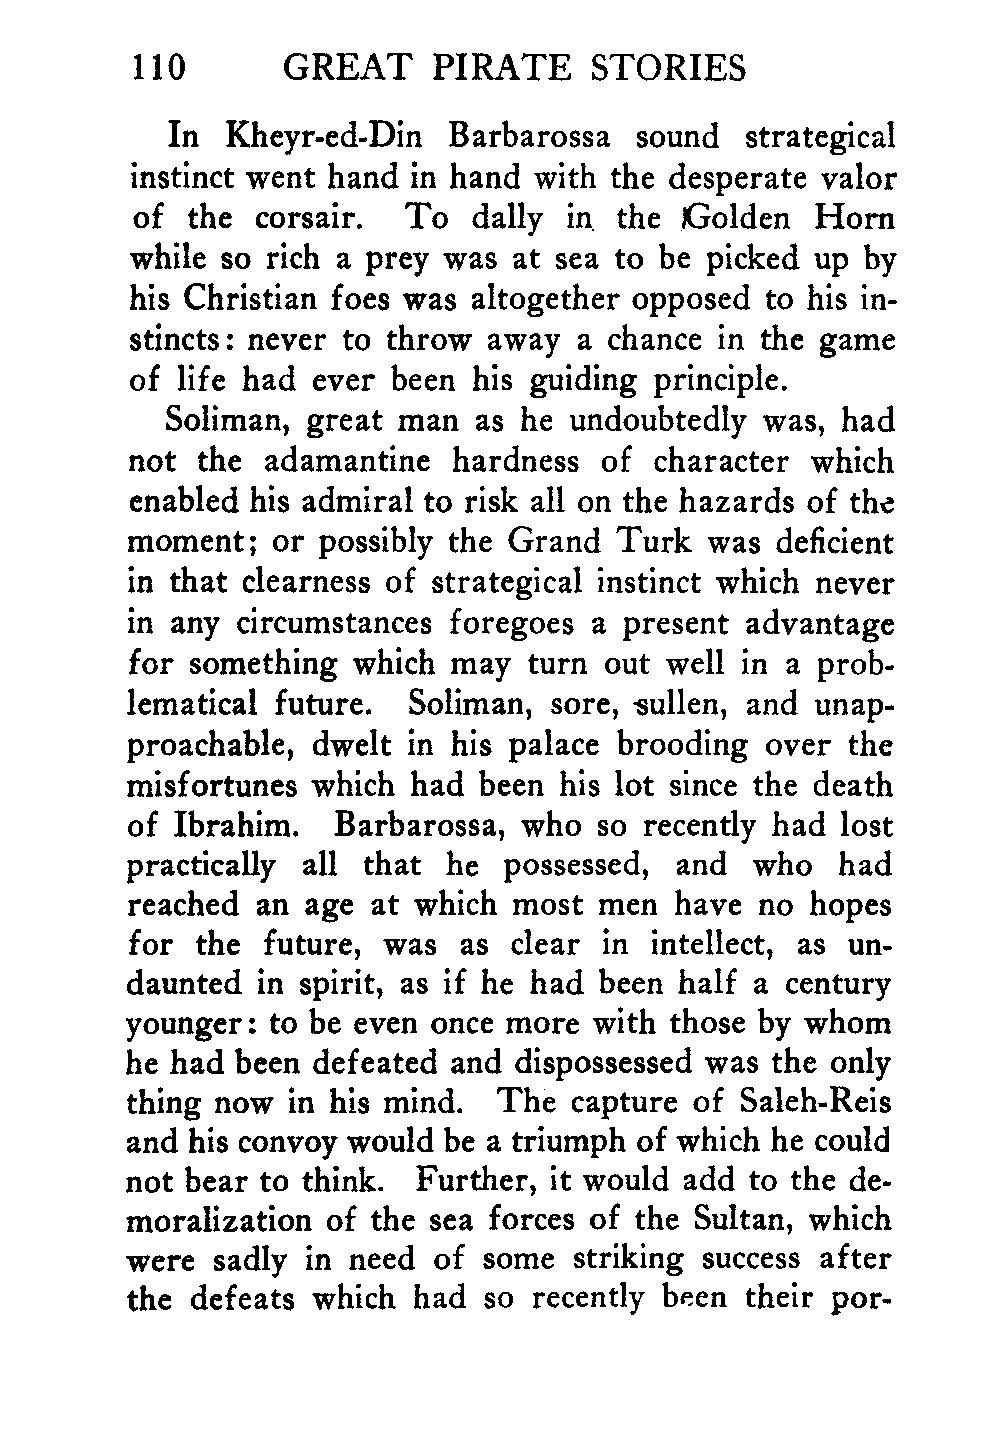 110 GREAT PIRATE STORIES
In Kheyr-ed-Din Barbarossa sound strategical
instinct went hand in hand with the desperate valor
of the corsair. To dally in the Golden Horn
while so rich a prey was at sea to be picked up by
his Christian foes was altogether opposed to his in-
stincts: never to throw away a chance in the game
of life had ever been his guiding principle.
Soliman, great man as he undoubtedly was, had
not the adamantine hardness of character which
enabled his admiral to risk all on the hazards of the
moment; or possibly the Grand Turk was deficient
in that clearness of strategical instinct which never
in any circumstances foregoes a present advantage
for something which may turn out well in a prob-
lematical future. Soliman, sore, sullen, and unap-
proachable, dwelt in his palace brooding over the
misfortunes which had been his lot since the death
of Ibrahim. Barbarossa, who so recently had lost
practically all that he possessed, and who had
reached an age at which most men have no hopes
for the future, was as clear in intellect, as un-
daunted in spirit, as if he had been half a century
younger: to be even once more with those by whom
he had been defeated and dispossessed was the only
thing now in his mind. The capture of Saleh-Reis
and his convoy would be a triumph of which he could
not bear to think. Further, it would add to the de-
moralization of the sea forces of the Sultan, which
were sadly in need of some striking success after
the defeats which had so recently been their por-